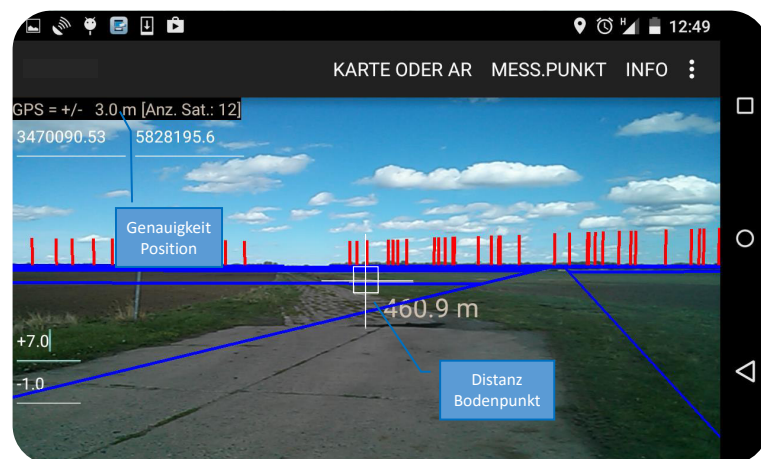 12:49
KARTE ODER AR MESS.PUNKT INFO
GPS = +/- 3.0 m [Anz. Sat.: 12]
3470090.53 5828195.6
Genauigkeit
Position
460.9 m
+7.0
-1.0
Distanz
Bodenpunkt